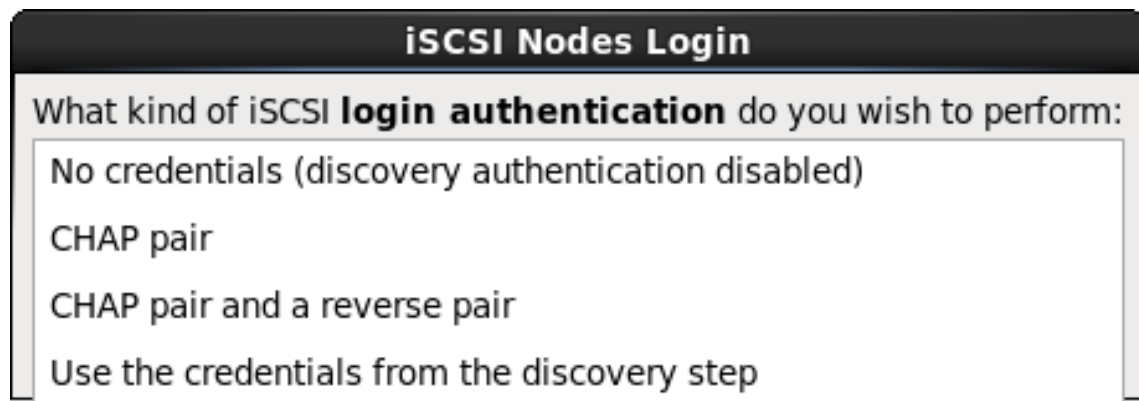 iSCSI Nodes Login
What kind of iSCSI login authentication do you wish to perform:
No credentials (discovery authentication disabled)
CHAP pair
CHAP pair and a reverse pair
Use the credentials from the discovery step